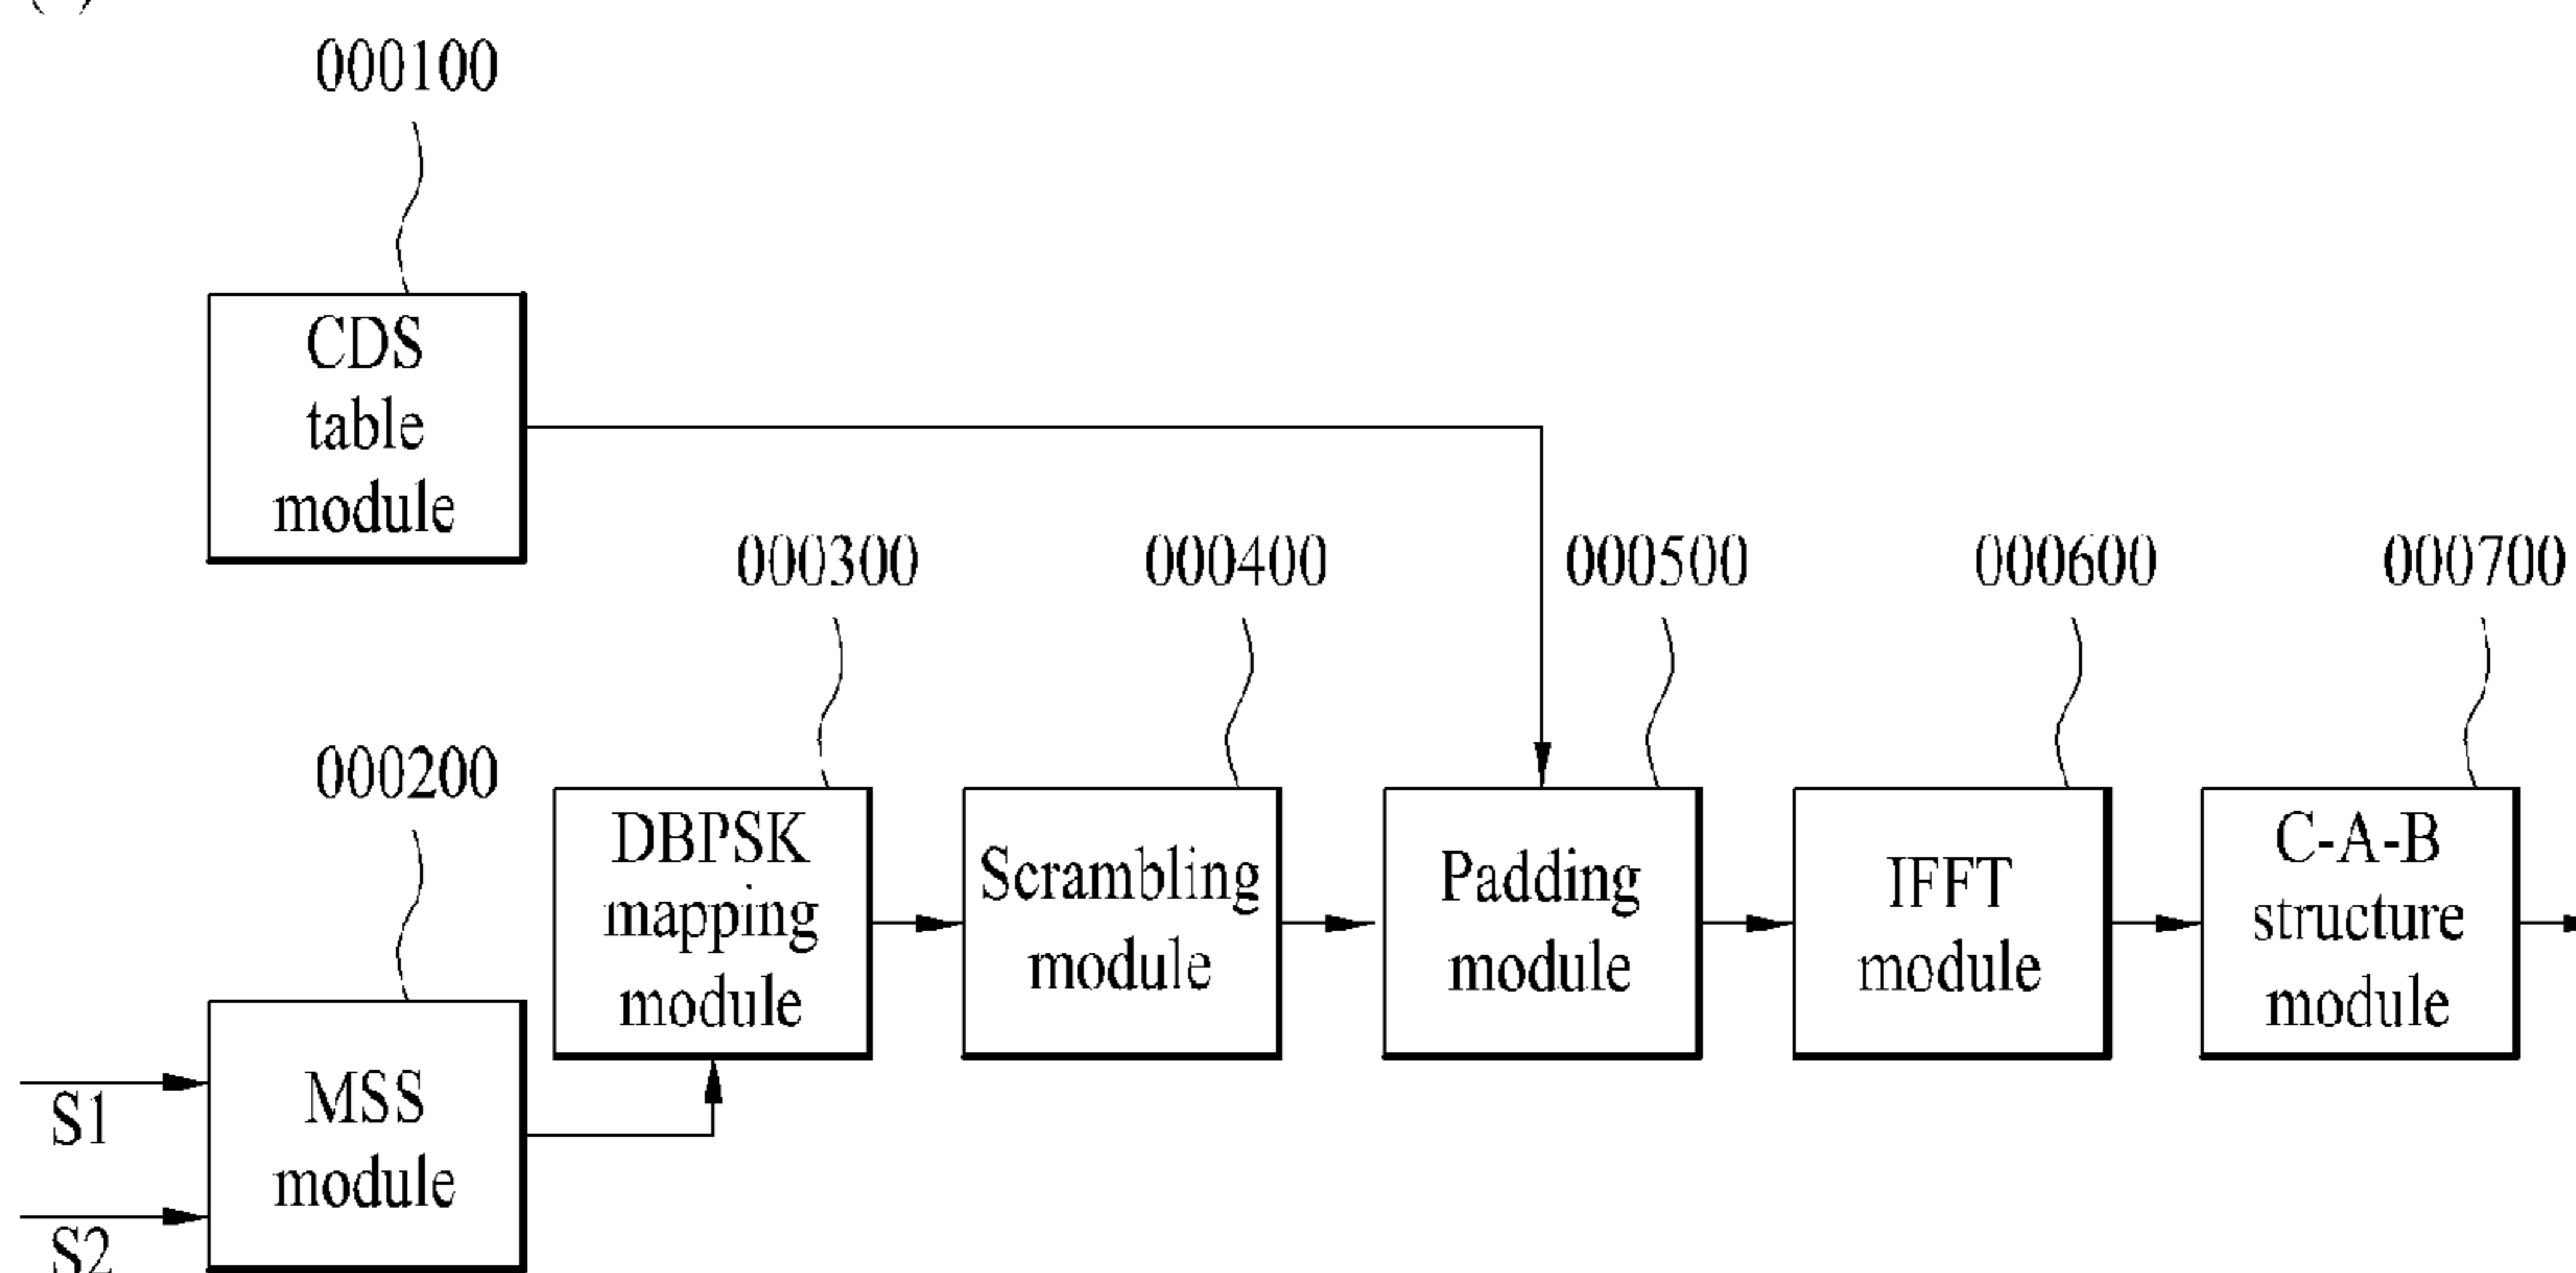 000100
CDS
table
module
000300
000400
000500
000600
000700
000200
DBPSK
mapping
module
Scrambling
module
Padding
module
IFFT
module
C-A-B
structure
module
S1
S2
MSS
module